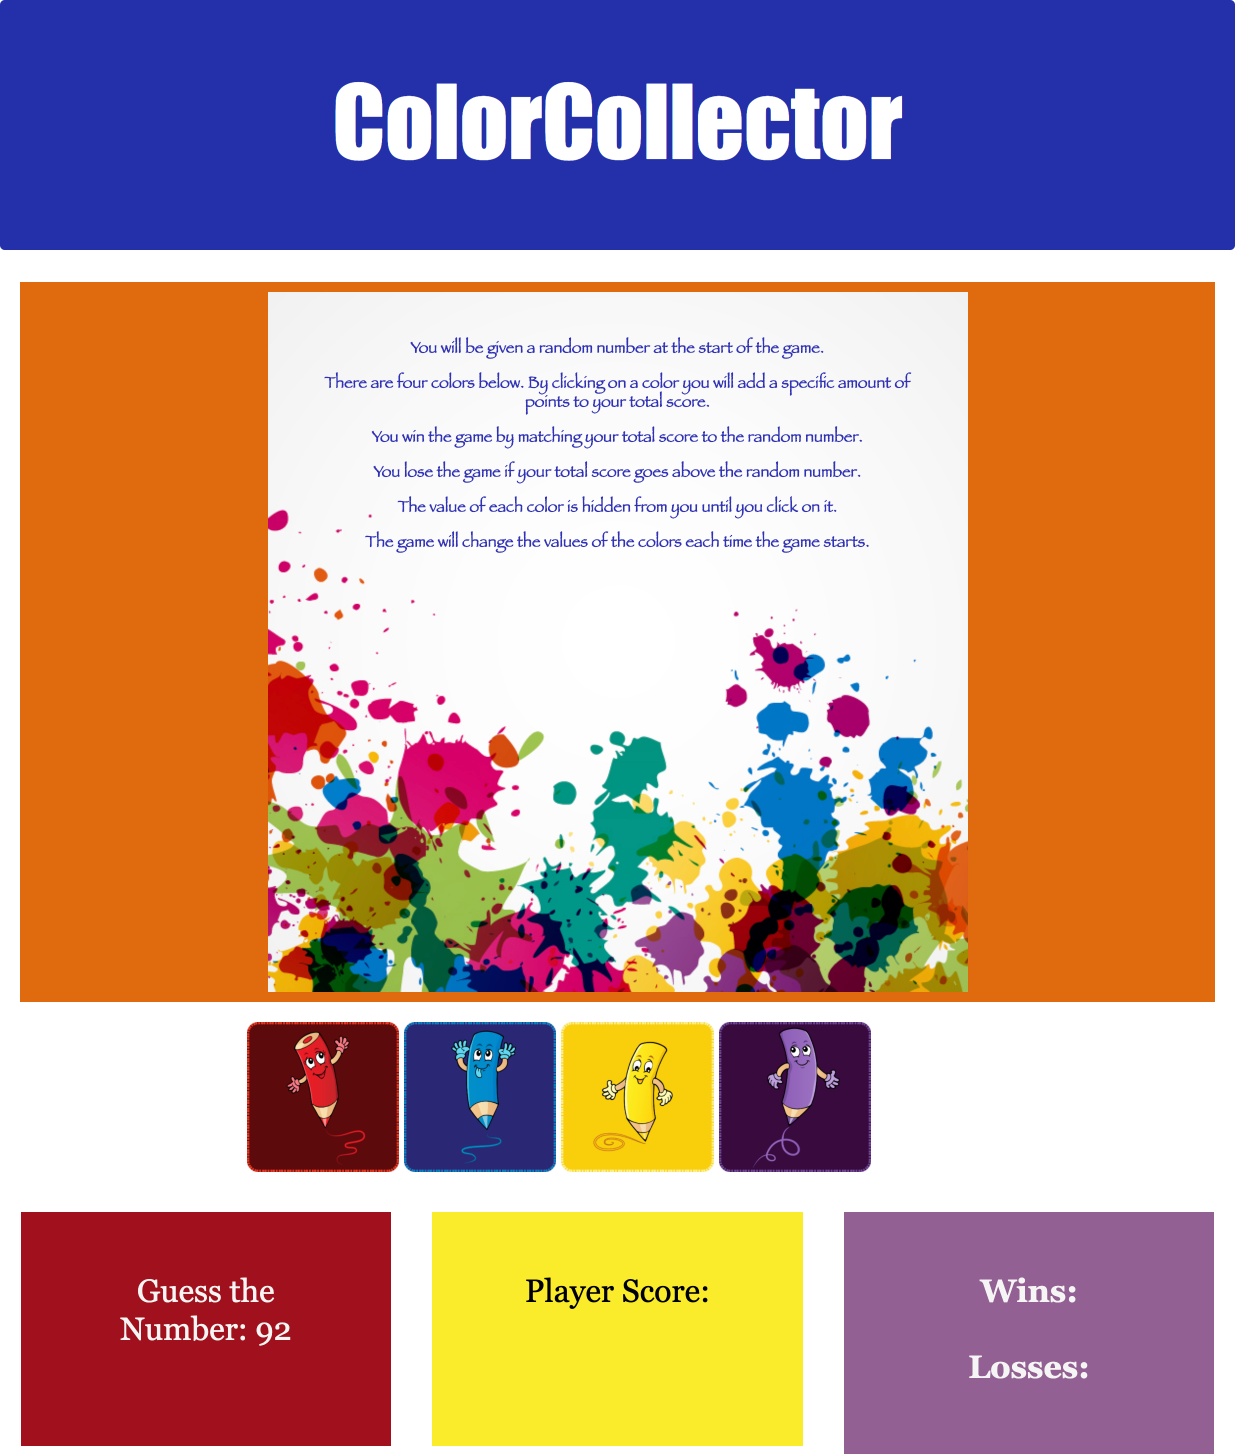 ColorCollector
You will be given a random number at the start of the game.
There are four colors below. By clicking on a color you will add a specific amount of
points to your total score.
You win the game by matching your total score to the random number.
You lose the game if your total score goes above the random number.
The value of each color is hidden from you until you click on it.
The game will change the values of the colors each time the game starts.
Guess the
Number: 92
Player Score:
Wins:
Losses: